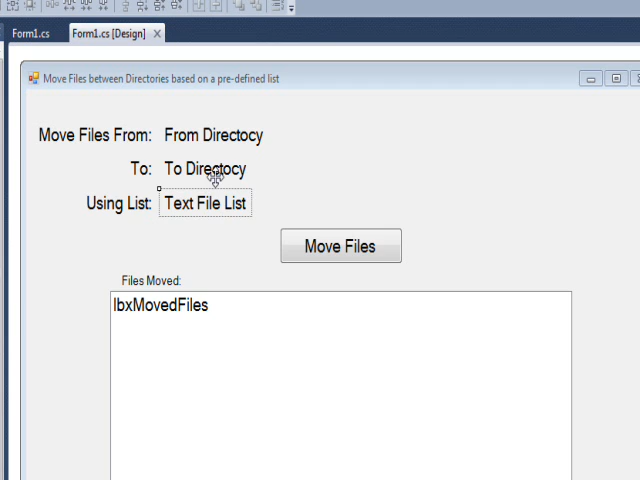 Form1.cs Form1.cs [Design]
Move Files between Directories based on a pre-defined list
Move Files From: From Directocy
To: To Directocy
Using List: Text File List
Move Files
Files Moved:
lbxMovedFiles